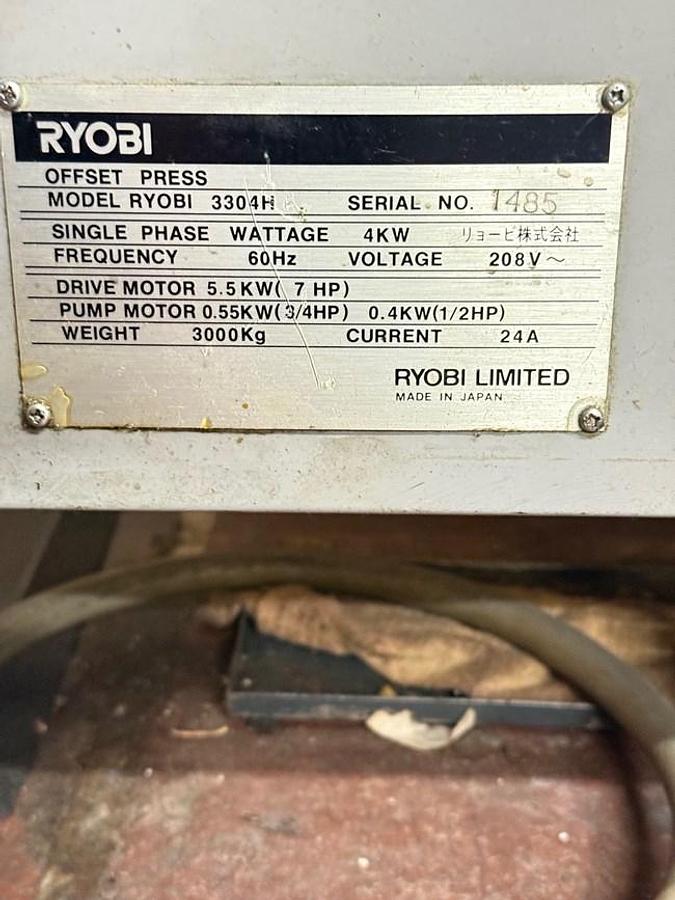 RYOBI
OFFSET PRESS
MODEL RYOBI 3304H SERIAL NO. 1485
SINGLE PHASE WATTAGE 4KW リョービ株式会社
FREQUENCY 60Hz VOLTAGE 208V~
DRIVE MOTOR 5.5KW( 7 HP)
PUMP MOTOR 0.55KW(3/4HP) 0.4KW(1/2HP)
WEIGHT 3000Kg CURRENT 24A
RYOBI LIMITED
MADE IN JAPAN